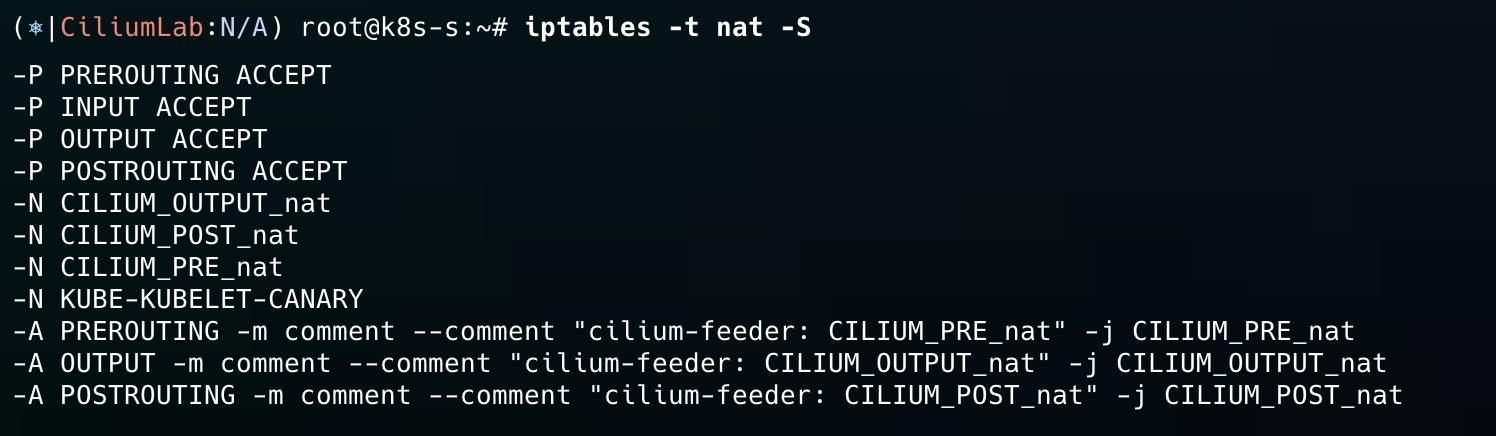 (⎈|CiliumLab:N/A) root@k8s-s:~# iptables -t nat -S
-P PREROUTING ACCEPT
-P INPUT ACCEPT
-P OUTPUT ACCEPT
-P POSTROUTING ACCEPT
-N CILIUM_OUTPUT_nat
-N CILIUM_POST_nat
-N CILIUM_PRE_nat
-N KUBE-KUBELET-CANARY
-A PREROUTING -m comment --comment "cilium-feeder: CILIUM_PRE_nat" -j CILIUM_PRE_nat
-A OUTPUT -m comment --comment "cilium-feeder: CILIUM_OUTPUT_nat" -j CILIUM_OUTPUT_nat
-A POSTROUTING -m comment --comment "cilium-feeder: CILIUM_POST_nat" -j CILIUM_POST_nat